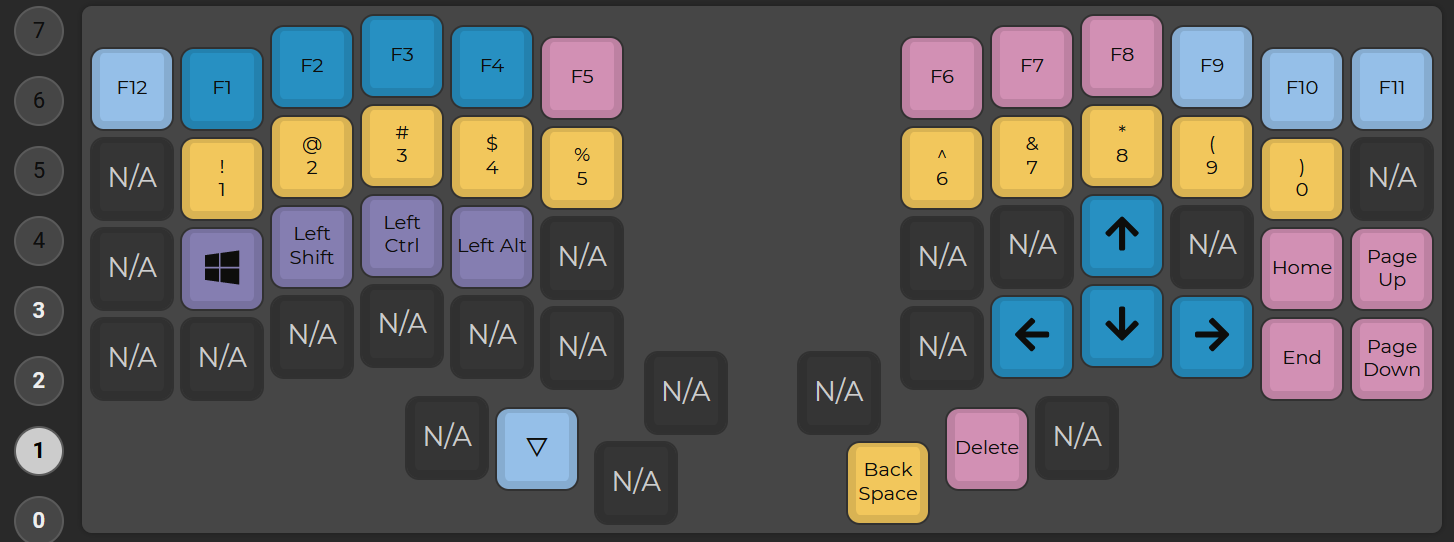 7
6
5
4
3
2
1
0
F12
F1
F2
F3
F4
F5
F6
F7
F8
F9
F10
F11
N/A
!
1
@
2
#
3
$
4
%
5
^
6
&
7
*
8
(
9
)
0
N/A
N/A
Left
Shift
Left
Ctrl
Left Alt
N/A
N/A
N/A
↑
N/A
Home
Page
Up
N/A
N/A
N/A
N/A
N/A
N/A
N/A
←
↓
→
End
Page
Down
N/A
▽
N/A
N/A
N/A
Back
Space
Delete
N/A